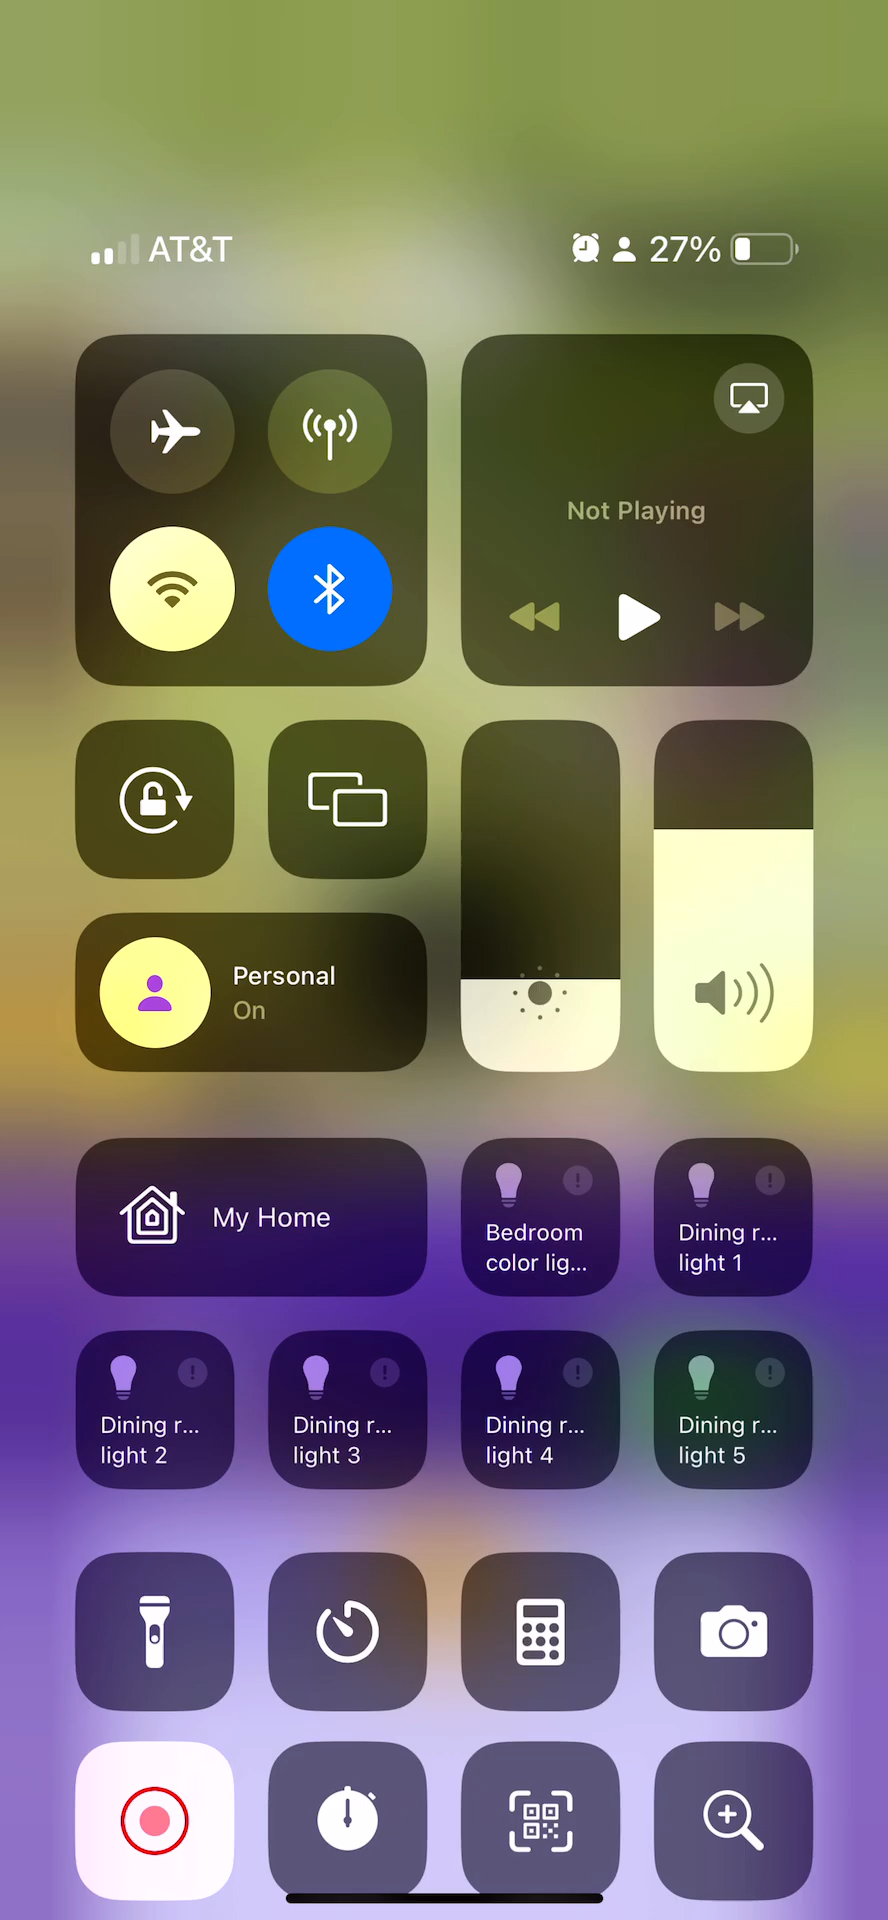 AT&T 27%
Not Playing
Personal
On
My Home
Bedroom
color lig...
Dining r...
light 1
Dining r...
light 2
Dining r...
light 3
Dining r...
light 4
Dining r...
light 5